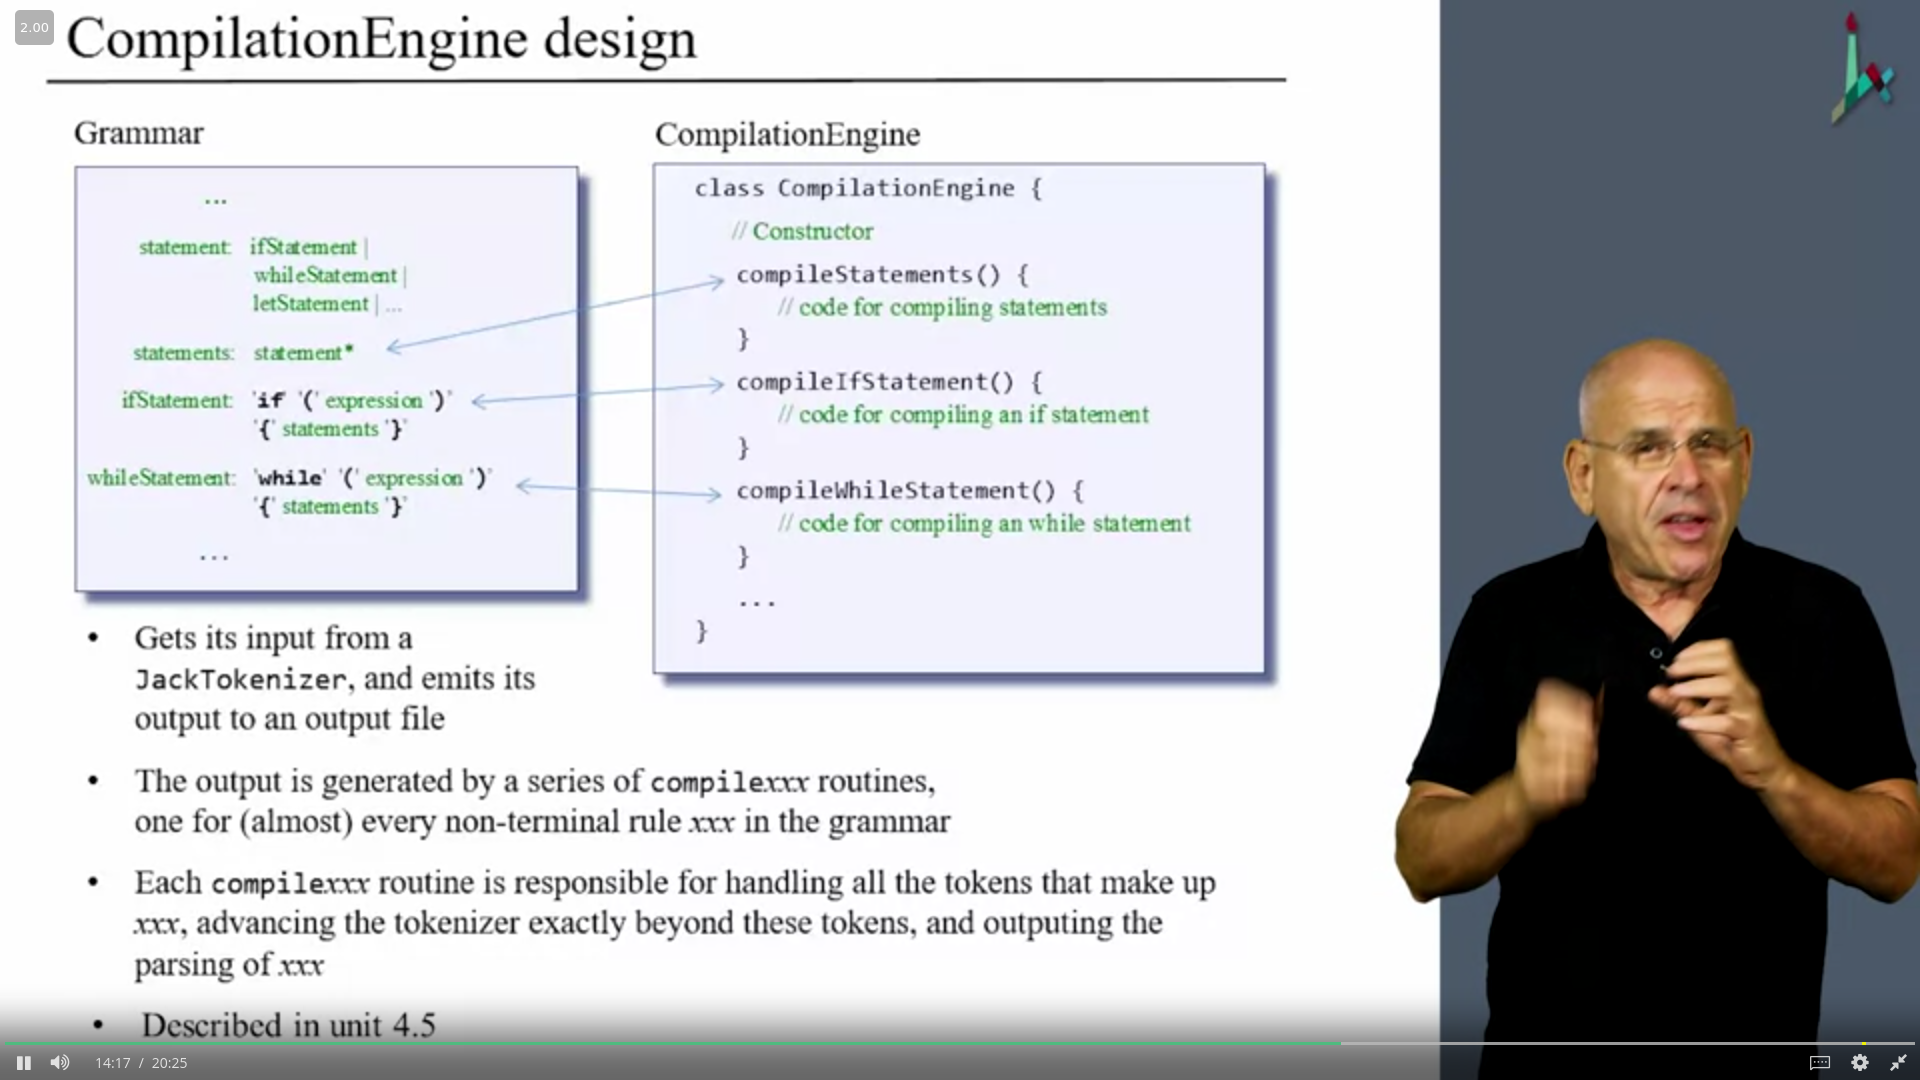 2.00
CompilationEngine design
Grammar
...
statement: ifStatement |
whileStatement |
letStatement | ...
statements: statement*
ifStatement: 'if '(' expression ')'
'{' statements '}'
whileStatement: 'while' '(' expression ')'
'{' statements '}'
...
CompilationEngine
class CompilationEngine {
// Constructor
compileStatements() {
// code for compiling statements
}
compileIfStatement() {
// code for compiling an if statement
}
compileWhileStatement() {
// code for compiling an while statement
}
...
}
• Gets its input from a
JackTokenizer, and emits its
output to an output file
• The output is generated by a series of compilexxx routines,
one for (almost) every non-terminal rule xxx in the grammar
• Each compilexxx routine is responsible for handling all the tokens that make up
xxx, advancing the tokenizer exactly beyond these tokens, and outputing the
parsing of xxx
• Described in unit 4.5
14:17 / 20:25